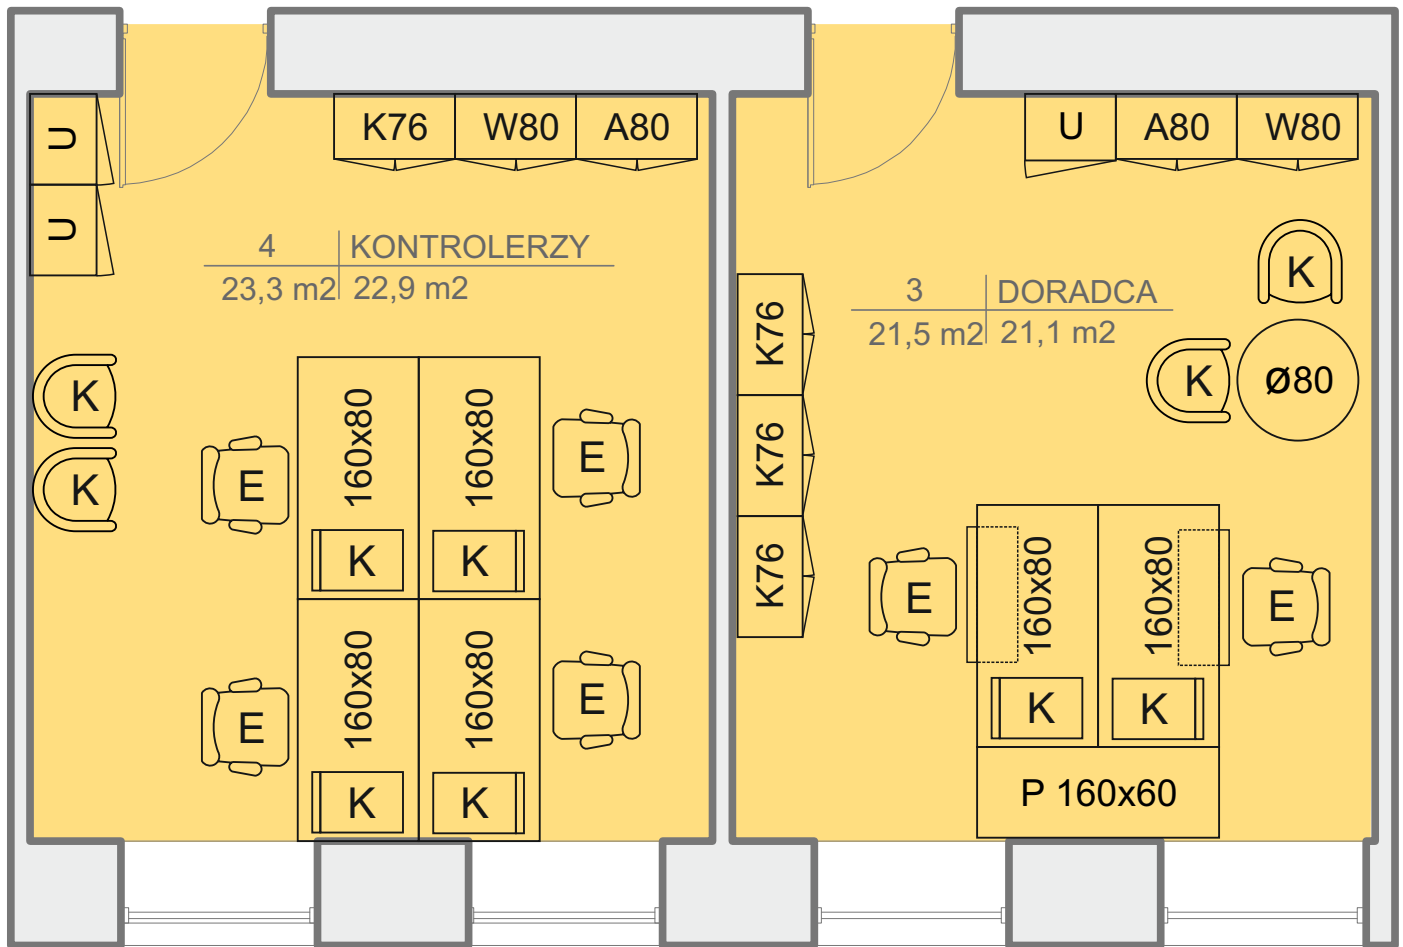 K76 W80 A80
U
U
4 KONTROLERZY
23,3 m2 22,9 m2
K
K
160x80 160x80
E
E
K K
160x80 160x80
E
E
K K
U A80 W80
3 DORADCA
21,5 m2 21,1 m2
K
K
Ø80
K76
K76
K76
160x80 160x80
E
E
K K
P 160x60